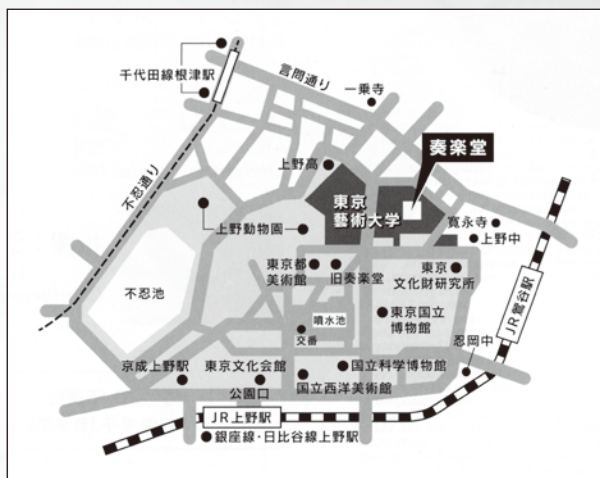 千代田線根津駅
言問通り
一乗寺
奏楽堂
上野高
東京
藝術大学
不忍通り
寛永寺
上野中
上野動物園
東京都
美術館
旧奏楽堂
東京
文化財研究所
不忍池
噴水池
東京国立
博物館
JR鶯谷駅
交番
忍岡中
京成上野駅
東京文化会館
国立科学博物館
公園口
国立西洋美術館
JR上野駅
銀座線・日比谷線上野駅